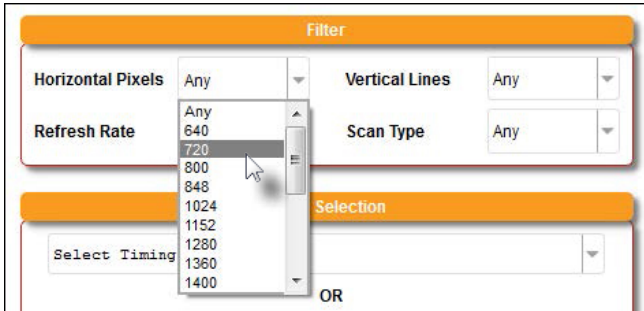 Filter
Horizontal Pixels Any Vertical Lines Any
Any
640
Refresh Rate Scan Type Any
720
800
848
1024
Selection
1152
1280
Select Timing
1360
1400
OR